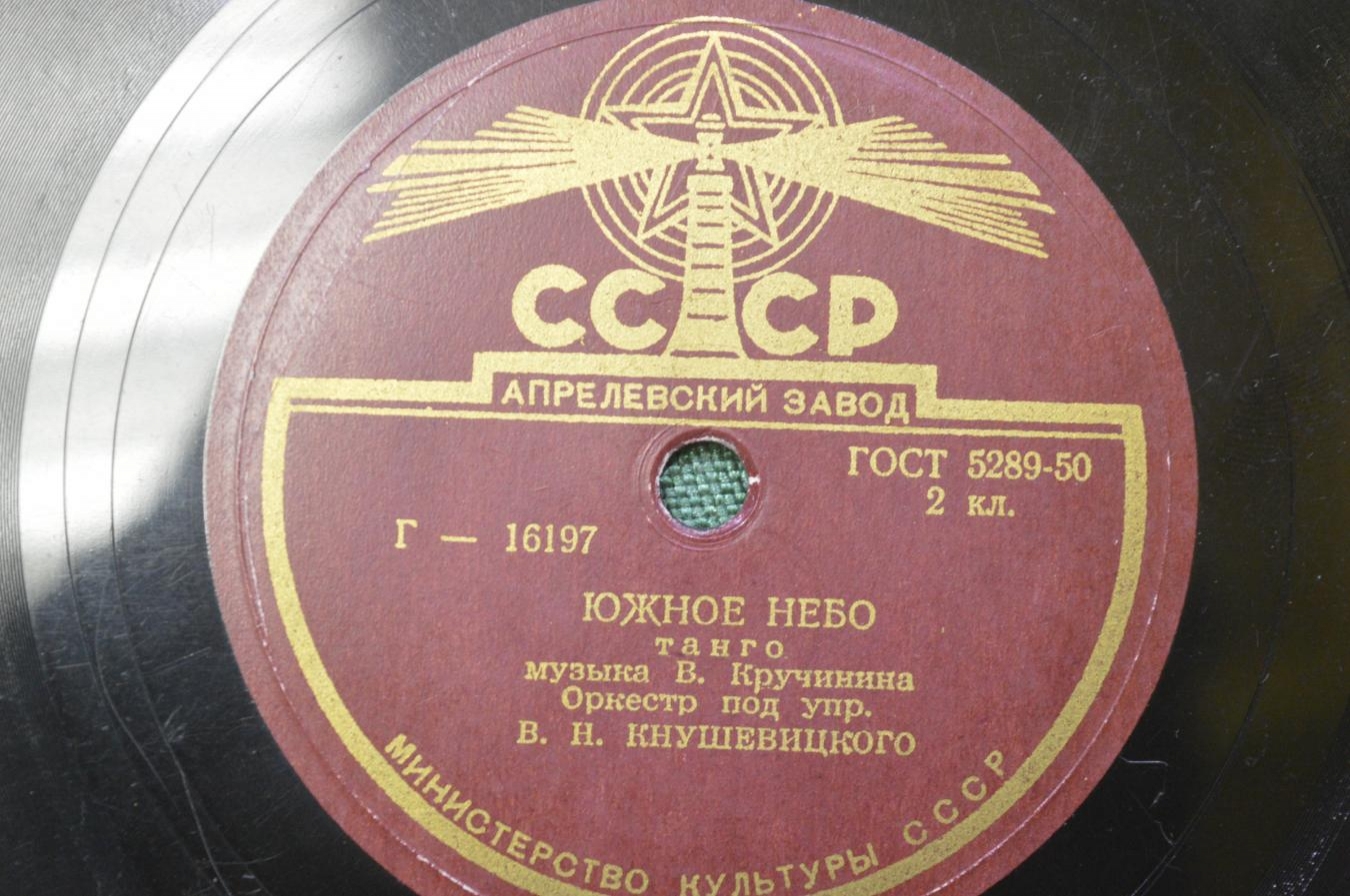 СССР
АПРЕЛЕВСКИЙ ЗАВОД
ГОСТ 5289-50
2 кл.
Г — 16197
ЮЖНОЕ НЕБО
танго
музыка В. Кручинина
Оркестр под упр.
В. Н. КНУШЕВИЦКОГО
МИНИСТЕРСТВО КУЛЬТУРЫ СССР